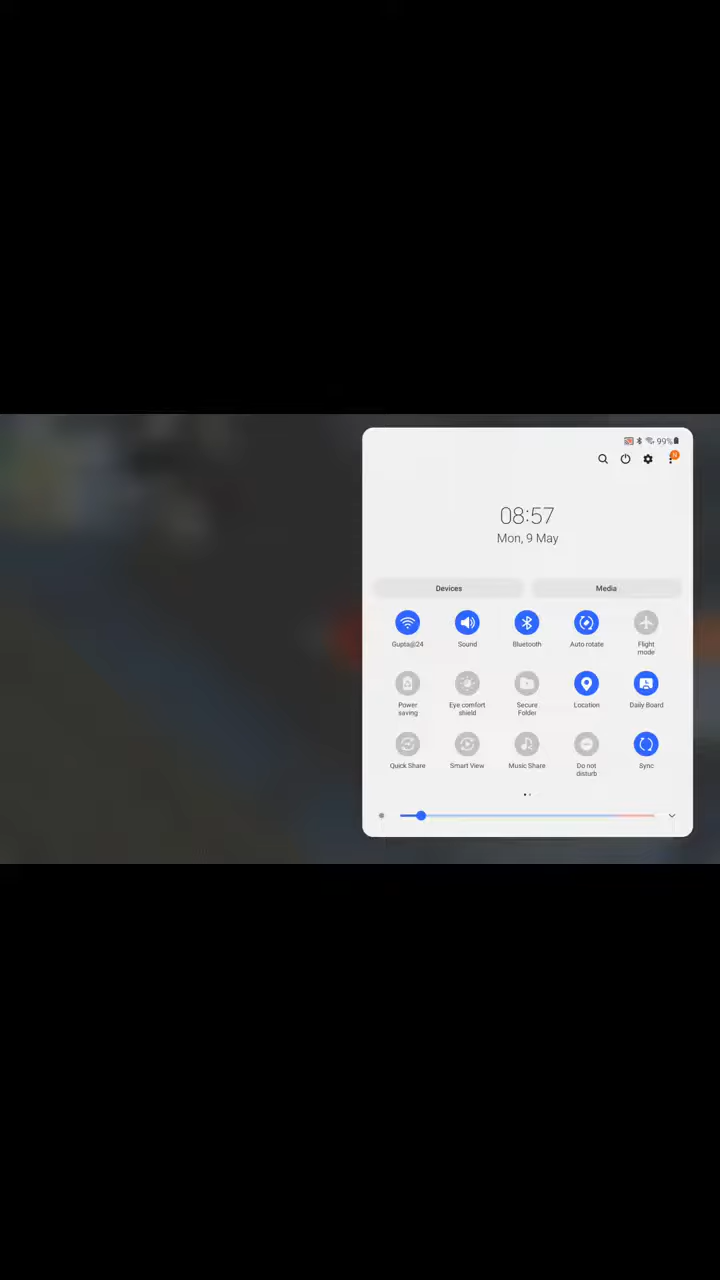 99%
N
08:57
Mon, 9 May
Devices Media
Gupta@24 Sound Bluetooth Auto rotate Flight
mode
Power Eye comfort Secure Location Daily Board
saving shield Folder
Quick Share Smart View Music Share Do not Sync
disturb